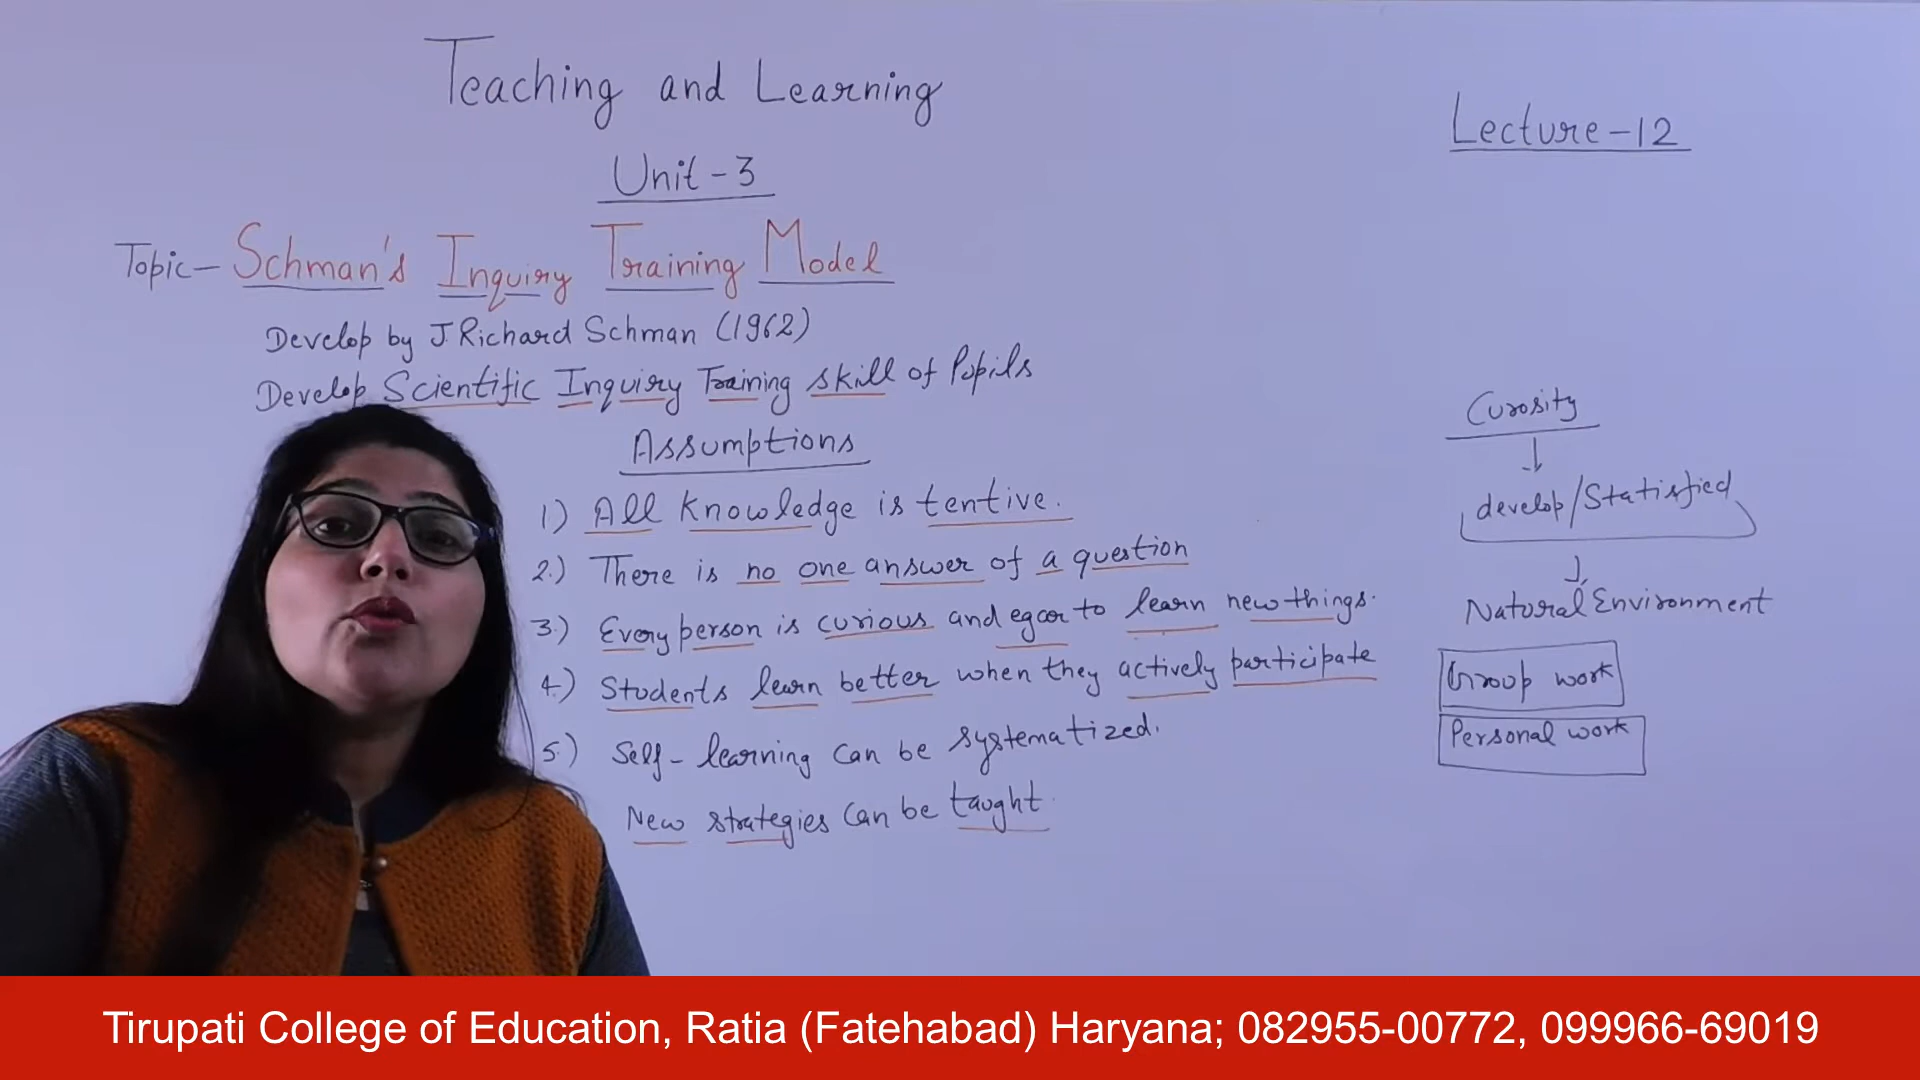 Teaching and Learning
Lecture-12
Unit-3
Topic- Schman's Inquiry Training Model
Develop by J. Richard Schman (1962)
Develop Scientific Inquiry Training skill of Pupils
Assumptions
1) All knowledge is tentive.
2.) There is no one answer of a question
3.) Every person is curious and egar to learn new things.
4.) Students learn better when they actively participate
5.) Self-learning can be systematized.
New strategies can be taught.
Curosity
develop/Statisfied
Natural Environment
Group work
Personal work
Tirupati College of Education, Ratia (Fatehabad) Haryana; 082955-00772, 099966-69019